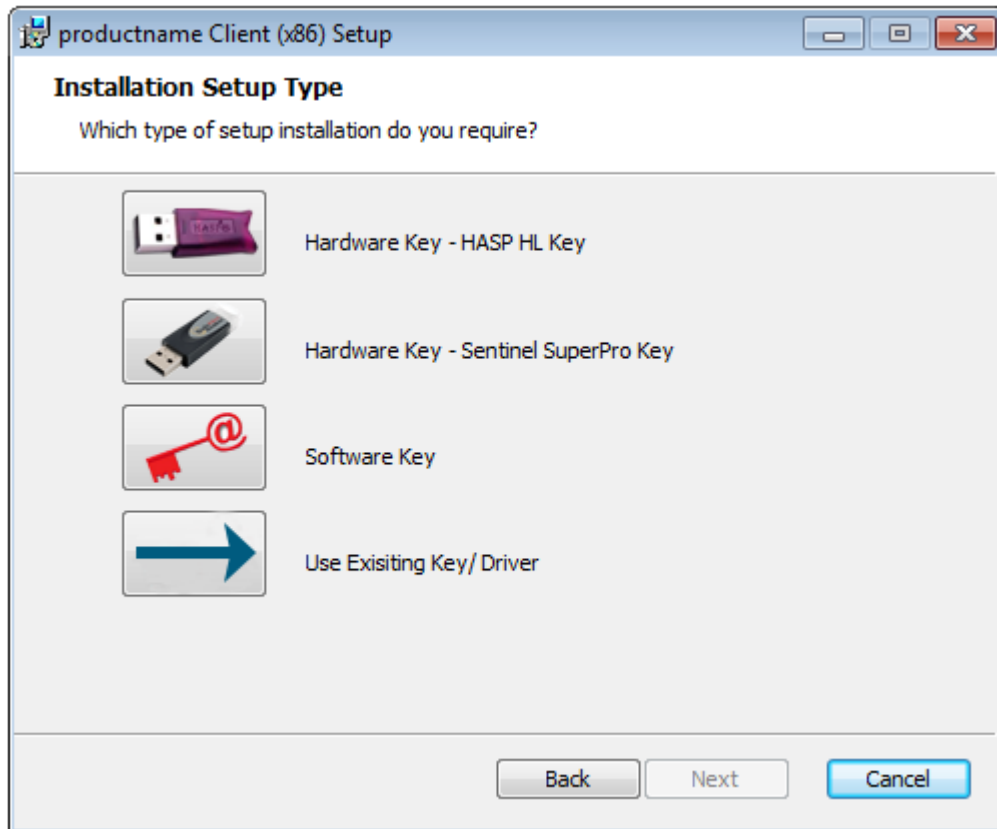 productname Client (x86) Setup
Installation Setup Type
Which type of setup installation do you require?
HASP
Hardware Key - HASP HL Key
Hardware Key - Sentinel SuperPro Key
@
Software Key
Use Exisiting Key/ Driver
Back
Next
Cancel